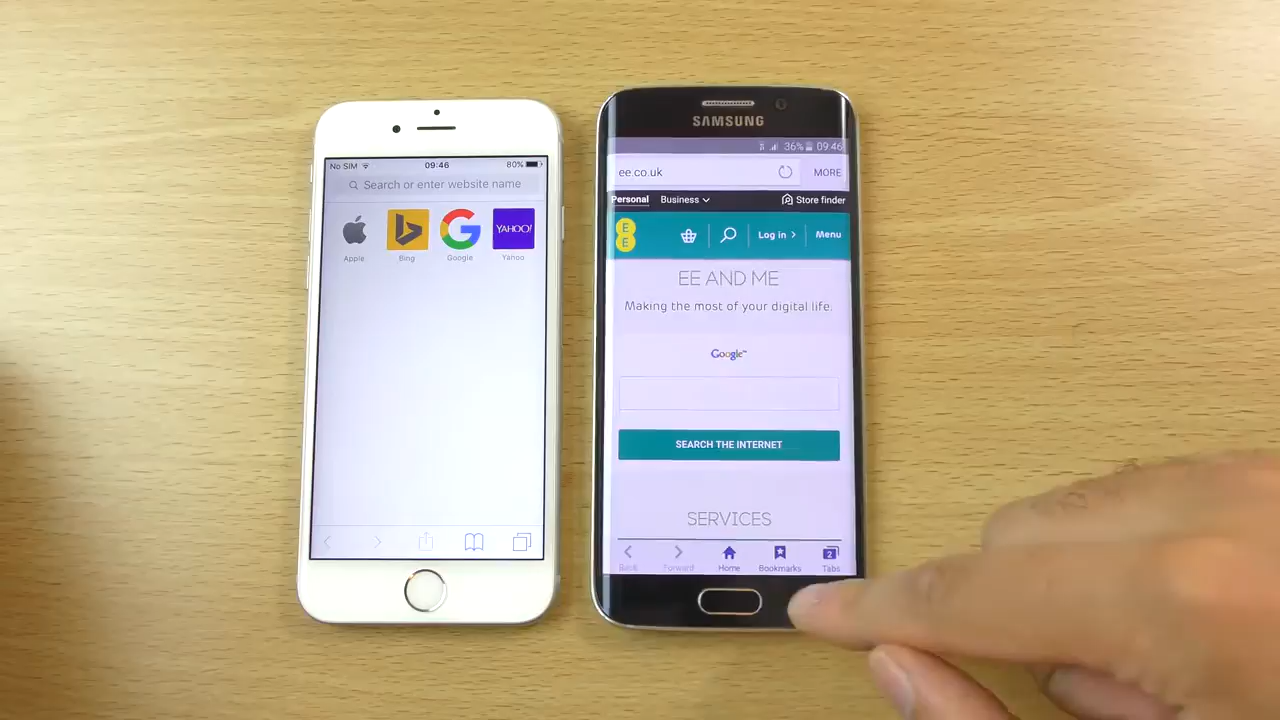 No SIM 09:46 80%
Search or enter website name
Apple Bing Google Yahoo
YAHOO!
SAMSUNG
36% 09:46
ee.co.uk MORE
Personal Business Store finder
EE Log in Menu
EE AND ME
Making the most of your digital life.
Google™
SEARCH THE INTERNET
SERVICES
2
Back Forward Home Bookmarks Tabs